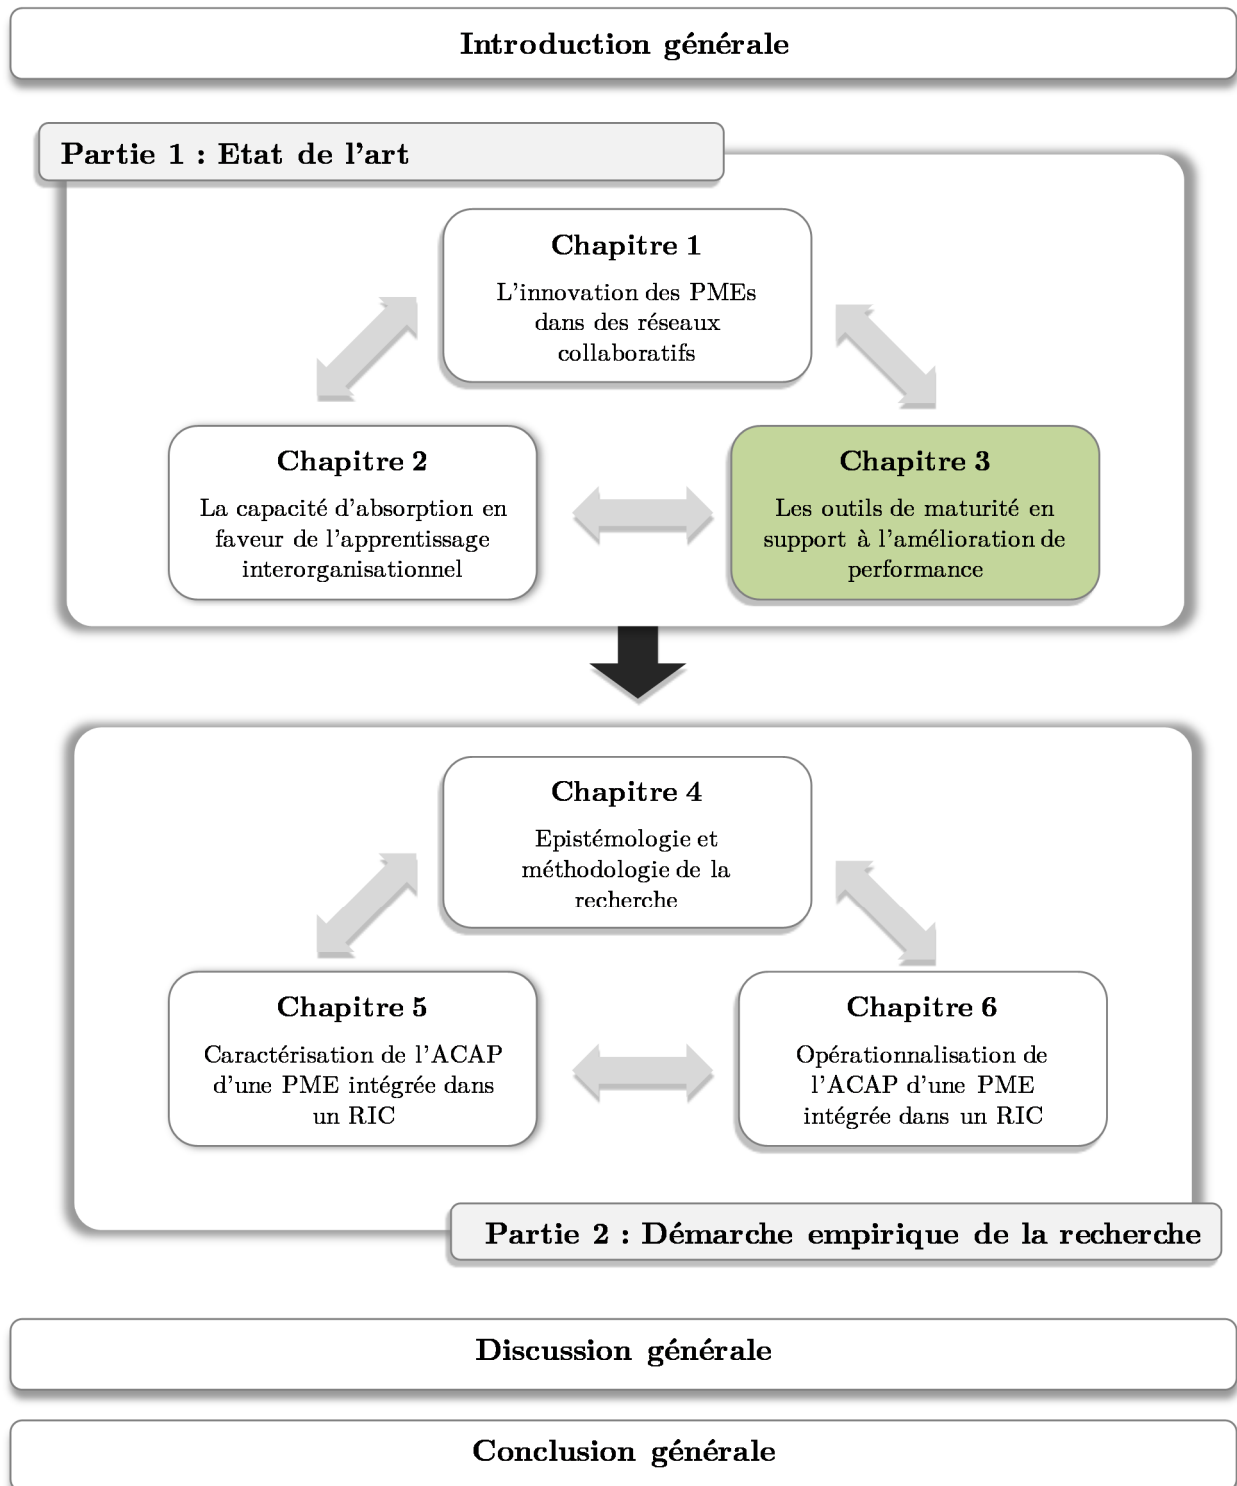 Introduction générale
Partie 1 : Etat de l'art
Chapitre 1
L'innovation des PMEs
dans des réseaux
collaboratifs
Chapitre 2
La capacité d'absorption en
faveur de l'apprentissage
interorganisationnel
Chapitre 3
Les outils de maturité en
support à l'amélioration de
performance
Chapitre 4
Epistémologie et
méthodologie de la
recherche
Chapitre 5
Caractérisation de l'ACAP
d'une PME intégrée dans
un RIC
Chapitre 6
Opérationnalisation de
l'ACAP d'une PME
intégrée dans un RIC
Partie 2 : Démarche empirique de la recherche
Discussion générale
Conclusion générale